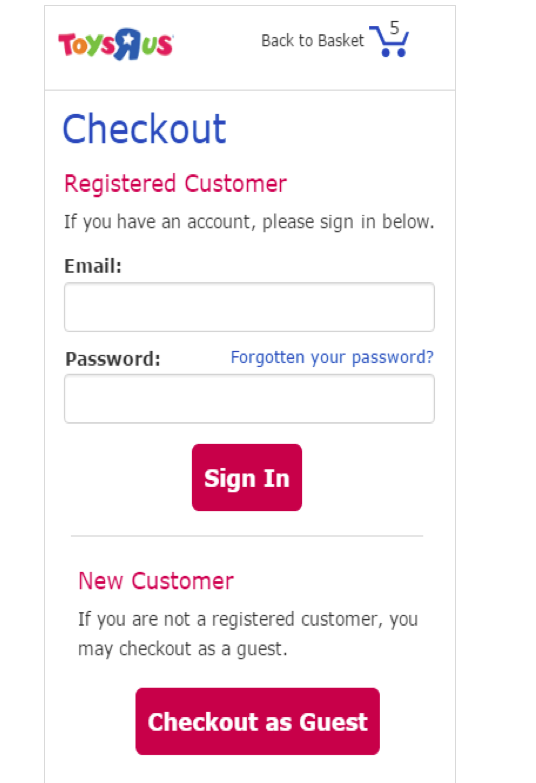 ToysЯus
Back to Basket 5
Checkout
Registered Customer
If you have an account, please sign in below.
Email:
Password: Forgotten your password?
Sign In
New Customer
If you are not a registered customer, you
may checkout as a guest.
Checkout as Guest